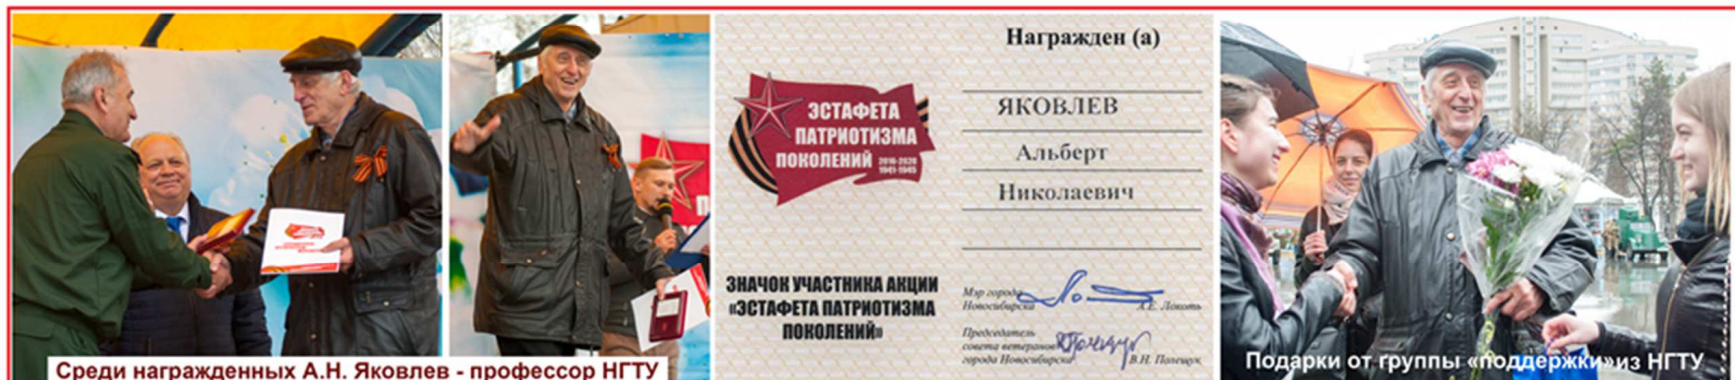 Среди награжденных А.Н. Яковлев - профессор НГТУ
ЭСТАФЕТА
ПАТРИОТИЗМА
ПОКОЛЕНИЙ 2016-2020
1941-1945
ЗНАЧОК УЧАСТНИКА АКЦИИ
«ЭСТАФЕТА ПАТРИОТИЗМА
ПОКОЛЕНИЙ»
Награжден (а)
ЯКОВЛЕВ
Альберт
Николаевич
Мэр города
Новосибирска А.Е. Локоть
Председатель
совета ветеранов
города Новосибирска В.Н. Полещук
Подарки от группы «поддержки»из НГТУ